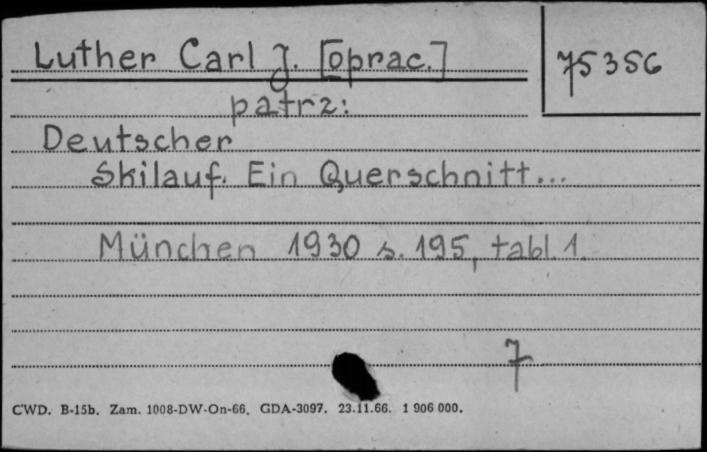 Luther Carl J. [oprac.]
75356
patrz:
Deutscher
Skilauf. Ein Querschnitt...
München 1930 s. 195, tabl. 1.
7
CWD. B-15b. Zam. 1008-DW-On-66. GDA-3097. 23.11.66. 1 906 000.